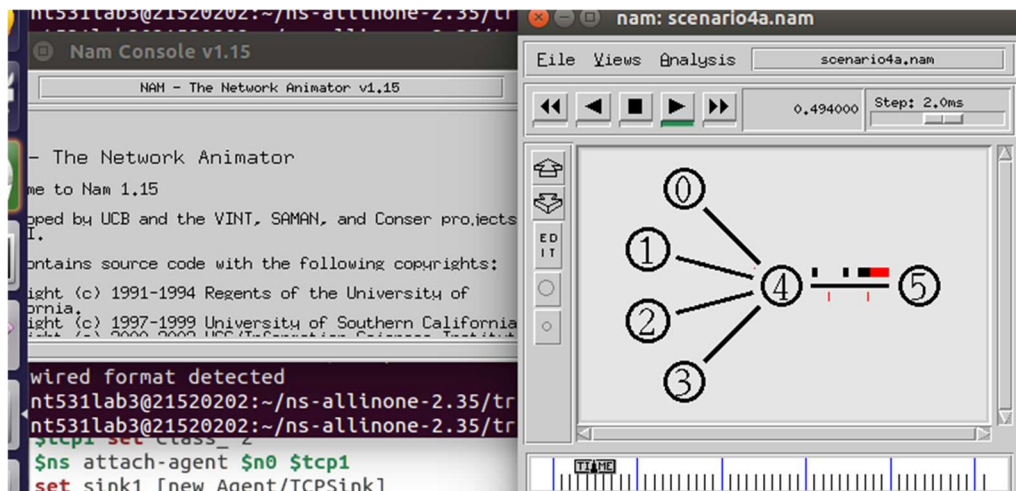 nt531lab3@21520202:~/ns-allinone-2.35/tr
Nam Console v1.15
NAM - The Network Animator v1.15
- The Network Animator
me to Nam 1.15
oped by UCB and the VINT, SAMAN, and Conser projects
I.
ontains source code with the following copyrights:
ight (c) 1991-1994 Regents of the University of
ornia.
ight (c) 1997-1999 University of Southern California
wired format detected
nt531lab3@21520202:~/ns-allinone-2.35/tr
nt531lab3@21520202:~/ns-allinone-2.35/tr
$tcp1 set class_ 2
$ns attach-agent $n0 $tcp1
set sink1 [new Agent/TCPSink]
nam: scenario4a.nam
File Views Analysis scenario4a.nam
0.494000 Step: 2.0ms
ED
IT
0
1
2
3
4
5
TIME